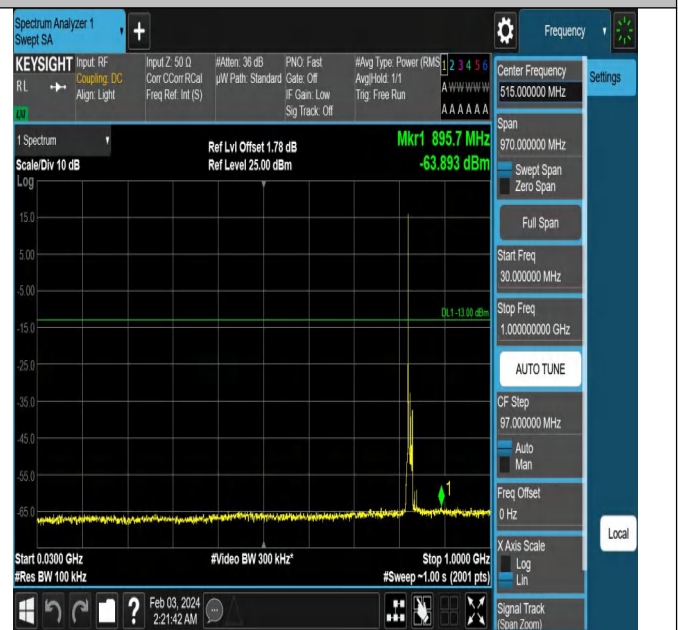 Spectrum Analyzer 1
Swept SA
+
Frequency
KEYSIGHT
Input: RF
Input Z: 50 Ω
#Atten: 36 dB
PNO: Fast
#Avg Type: Power (RMS
1 2 3 4 5 6
RL
Coupling: DC
Corr CCorr RCal
µW Path: Standard
Gate: Off
Avg|Hold: 1/1
A W W W W W
Align: Light
Freq Ref: Int (S)
IF Gain: Low
Trig: Free Run
Sig Track: Off
A A A A A A
LXI
1 Spectrum
Ref Lvl Offset 1.78 dB
Mkr1 895.7 MHz
Scale/Div 10 dB
Ref Level 25.00 dBm
-63.893 dBm
Log
15.0
5.00
-5.00
DL1 -13.00 dBm
-15.0
-25.0
-35.0
-45.0
-55.0
1
-65.0
Start 0.0300 GHz
#Video BW 300 kHz*
Stop 1.0000 GHz
#Res BW 100 kHz
#Sweep ~1.00 s (2001 pts)
?
Feb 03, 2024
2:21:42 AM
Center Frequency
515.000000 MHz
Settings
Span
970.000000 MHz
Swept Span
Zero Span
Full Span
Start Freq
30.000000 MHz
Stop Freq
1.000000000 GHz
AUTO TUNE
CF Step
97.000000 MHz
Auto
Man
Freq Offset
0 Hz
Local
X Axis Scale
Log
Lin
Signal Track
(Span Zoom)